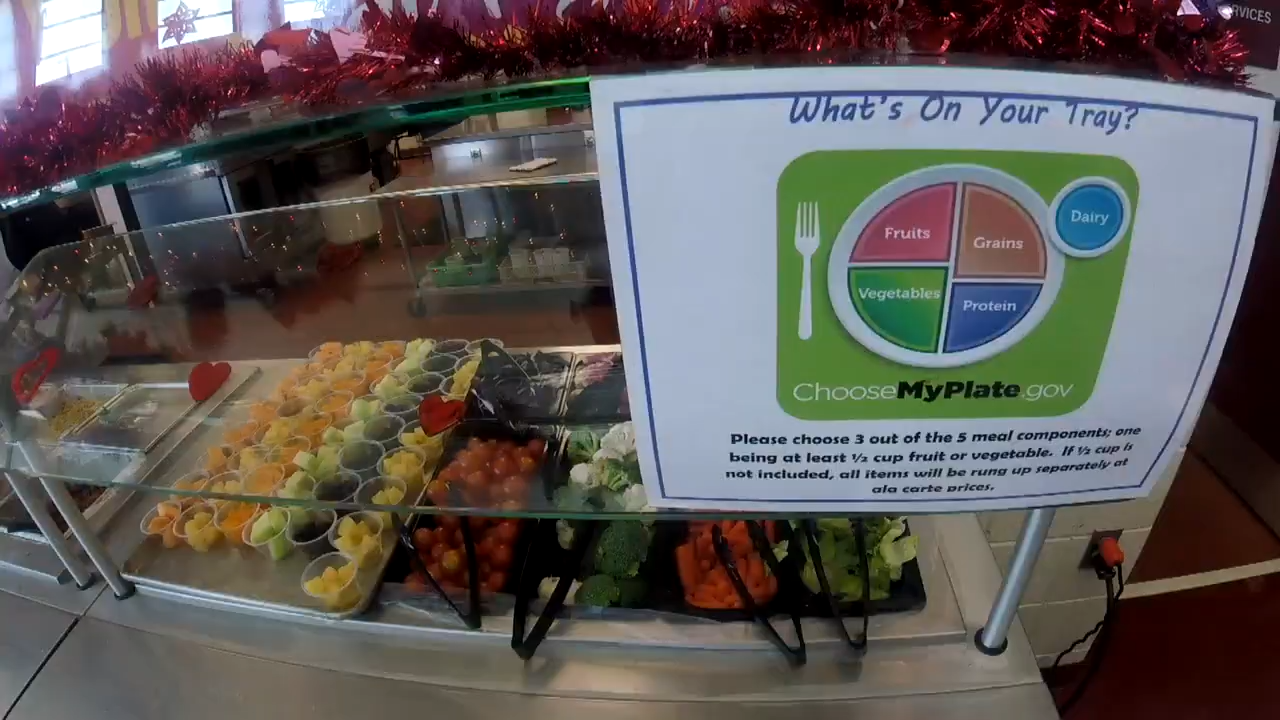 RVICES
What's On Your Tray?
Fruits
Grains
Dairy
Vegetables
Protein
ChooseMyPlate.gov
Please choose 3 out of the 5 meal components; one
being at least ½ cup fruit or vegetable. If ½ cup is
not included, all items will be rung up separately at
ala carte prices.